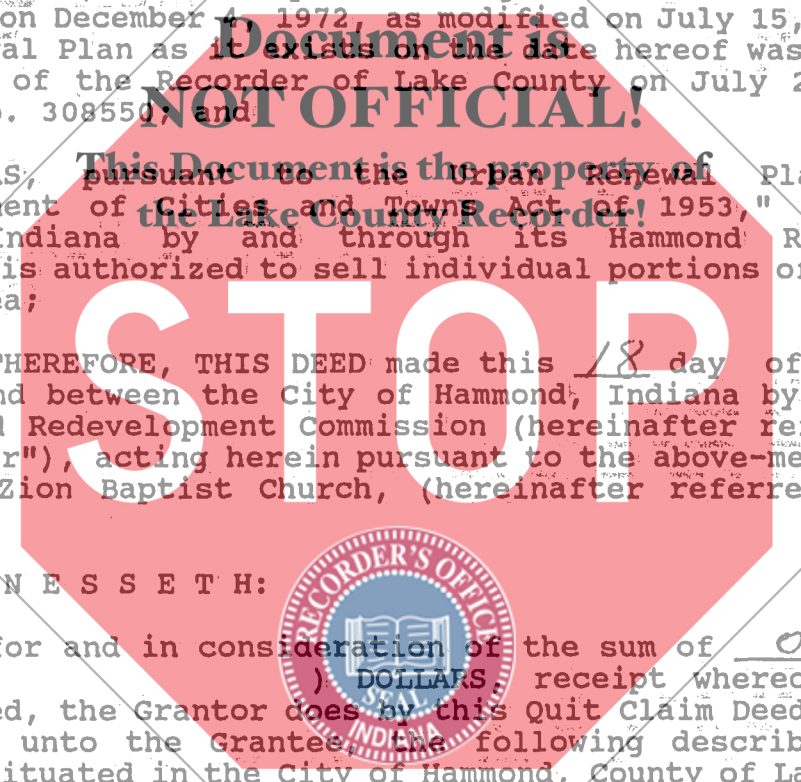 on December 4, 1972, as modified on July 15,
Document is
al Plan as it exists on the date hereof was
of the Recorder of Lake County on July 2
. 308550; and
NOT OFFICIAL!
This Document is the property of
S, pursuant to the Urban Renewal Pla
ent of Cities and Towns Act of 1953,"
the Lake County Recorder!
Indiana by and through its Hammond R
is authorized to sell individual portions o
ea;
STOP
HEREFORE, THIS DEED made this 18 day of
nd between the City of Hammond, Indiana by
Redevelopment Commission (hereinafter re
r"), acting herein pursuant to the above-me
Zion Baptist Church, (hereinafter referre
N E S S E T H:
RECORDER'S OFFICE
for and in consideration of the sum of
) DOLLARS, receipt whereo
SEAL
ed, the Grantor does by this Quit Claim Deed
INDIANA
unto the Grantee, the following describ
ituated in the City of Hammond, County of La